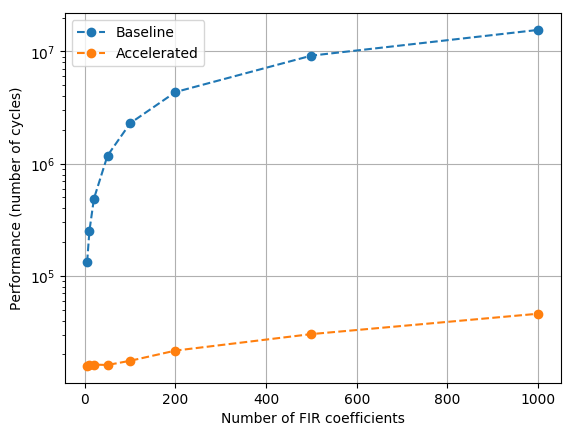 Baseline
Accelerated
Performance (number of cycles)
10⁷
10⁶
10⁵
0 200 400 600 800 1000
Number of FIR coefficients